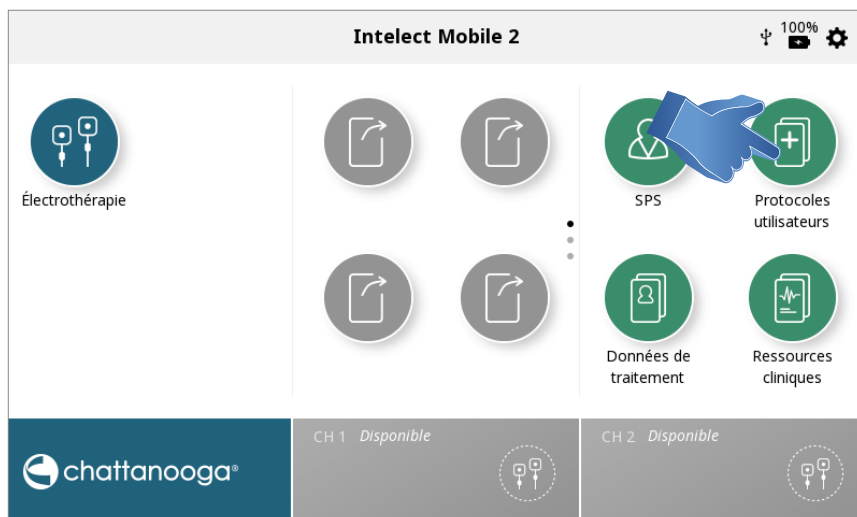 Intelect Mobile 2
100%
Électrothérapie
SPS
Protocoles
utilisateurs
Données de
traitement
Ressources
cliniques
chattanooga®
CH 1 Disponible
CH 2 Disponible